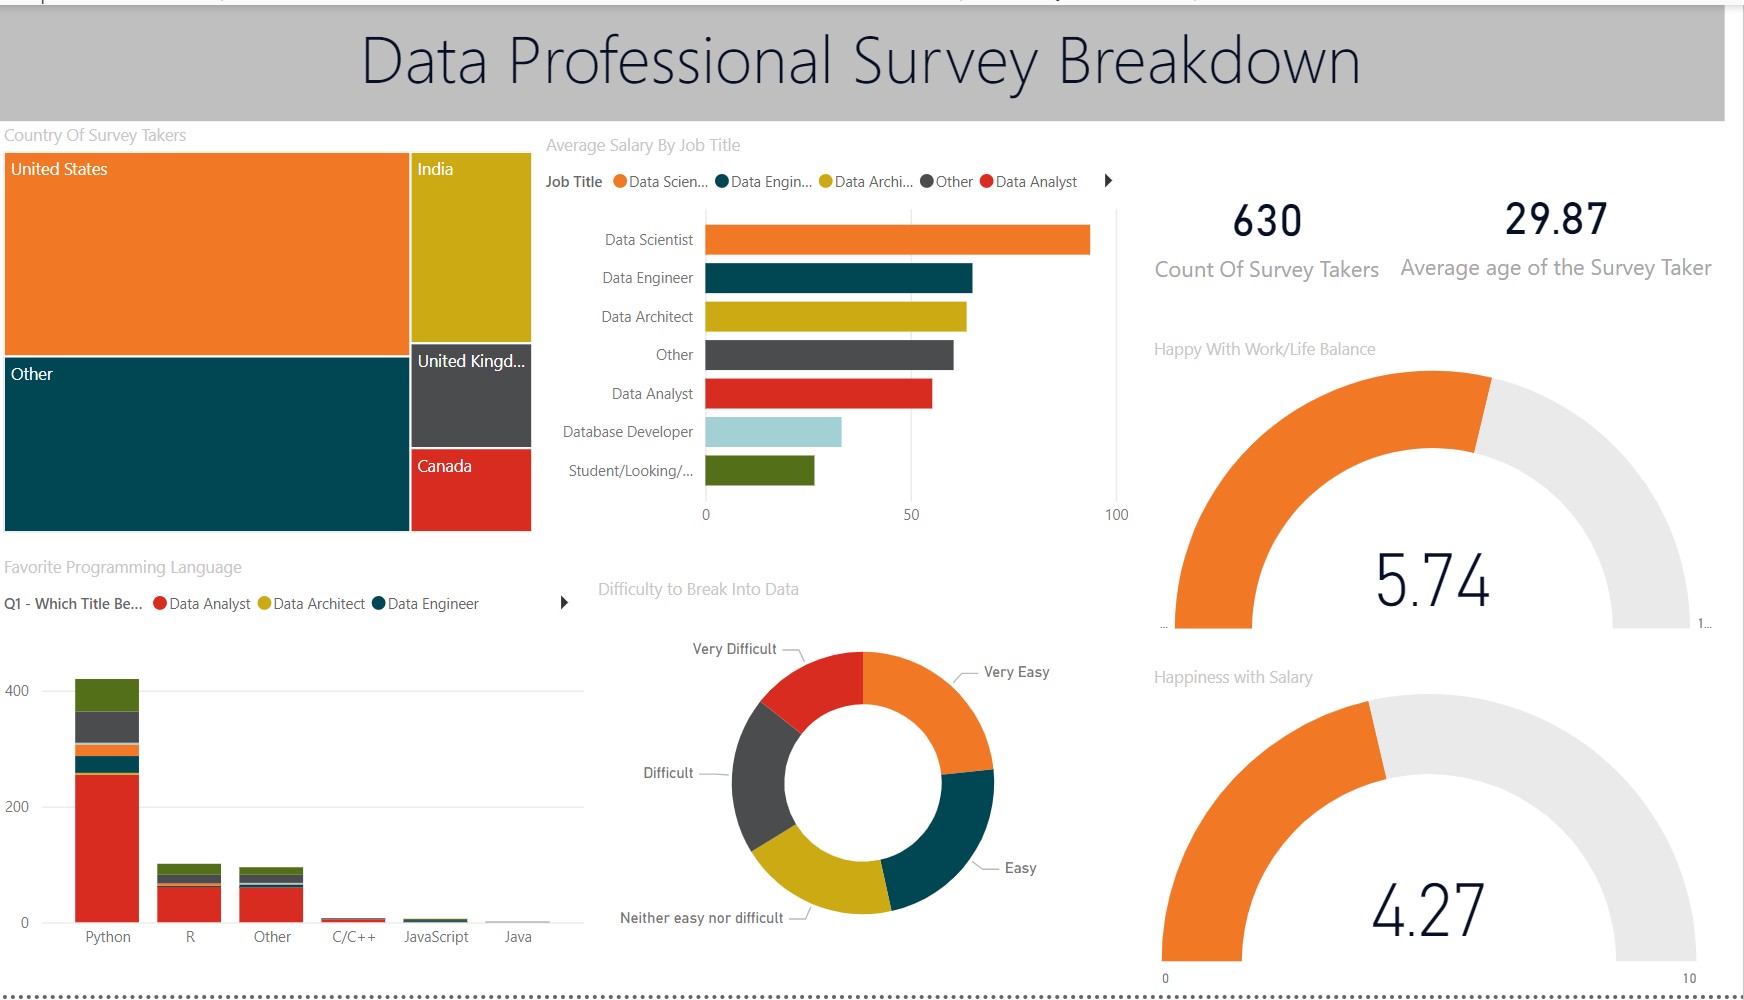 Data Professional Survey Breakdown
Country Of Survey Takers
United States
India
Other
United Kingd...
Canada
Average Salary By Job Title
Job Title Data Scien... Data Engin... Data Archi... Other Data Analyst
Data Scientist
Data Engineer
Data Architect
Other
Data Analyst
Database Developer
Student/Looking/...
0 50 100
630
Count Of Survey Takers
29.87
Average age of the Survey Taker
Happy With Work/Life Balance
5.74
... 1...
Favorite Programming Language
Q1 - Which Title Be... Data Analyst Data Architect Data Engineer
400
200
0
Python R Other C/C++ JavaScript Java
Difficulty to Break Into Data
Very Difficult
Very Easy
Difficult
Easy
Neither easy nor difficult
Happiness with Salary
4.27
0 10